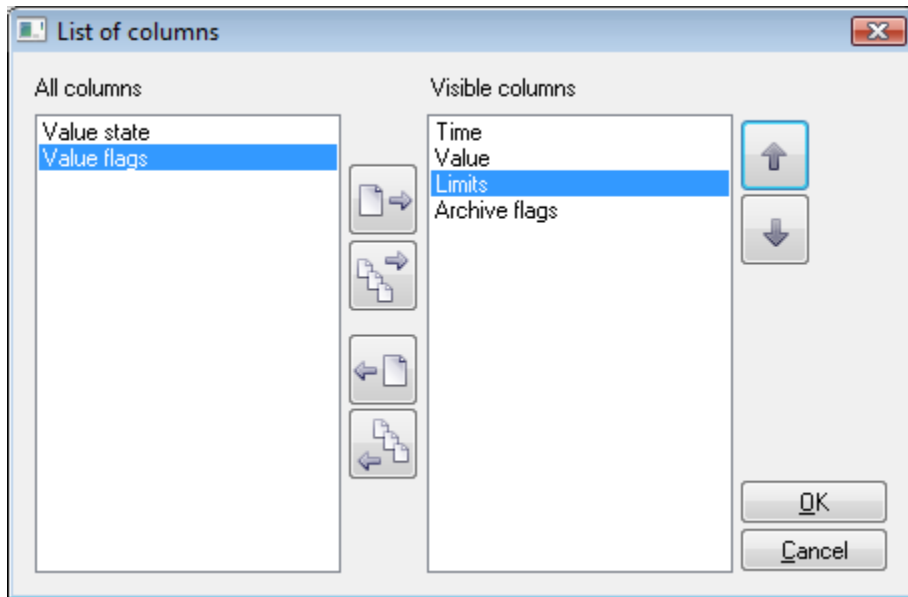 List of columns
All columns
Value state
Value flags
Visible columns
Time
Value
Limits
Archive flags
OK
Cancel